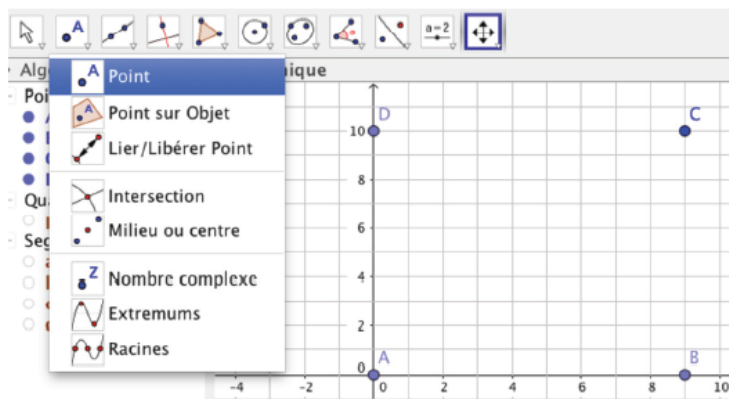 A
a=2
Alg
ique
A Point
A Point sur Objet
Lier/Libérer Point
Intersection
Milieu ou centre
z Nombre complexe
Extremums
Racines
Poi
Qua
Seg
D
C
10
8
6
4
2
0
A
B
-4 -2 0 2 4 6 8 10